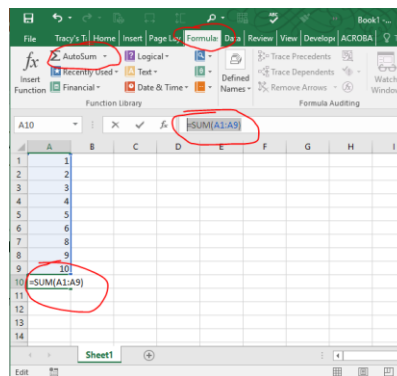 Book1 -...
File Tracy's T Home Insert Page Lay Formulas Data Review View Develope ACROBA
fx Insert Function
AutoSum
Recently Used
Financial
Logical
Text
Date & Time
Defined Names
Trace Precedents
Trace Dependents
Remove Arrows
Watch Window
Function Library
Formula Auditing
A10 fx =SUM(A1:A9)
A B C D E F G H I
1 1
2 2
3 3
4 4
5 5
6 6
7 8
8 9
9 10
10 =SUM(A1:A9)
11
12
13
14
Sheet1
Edit